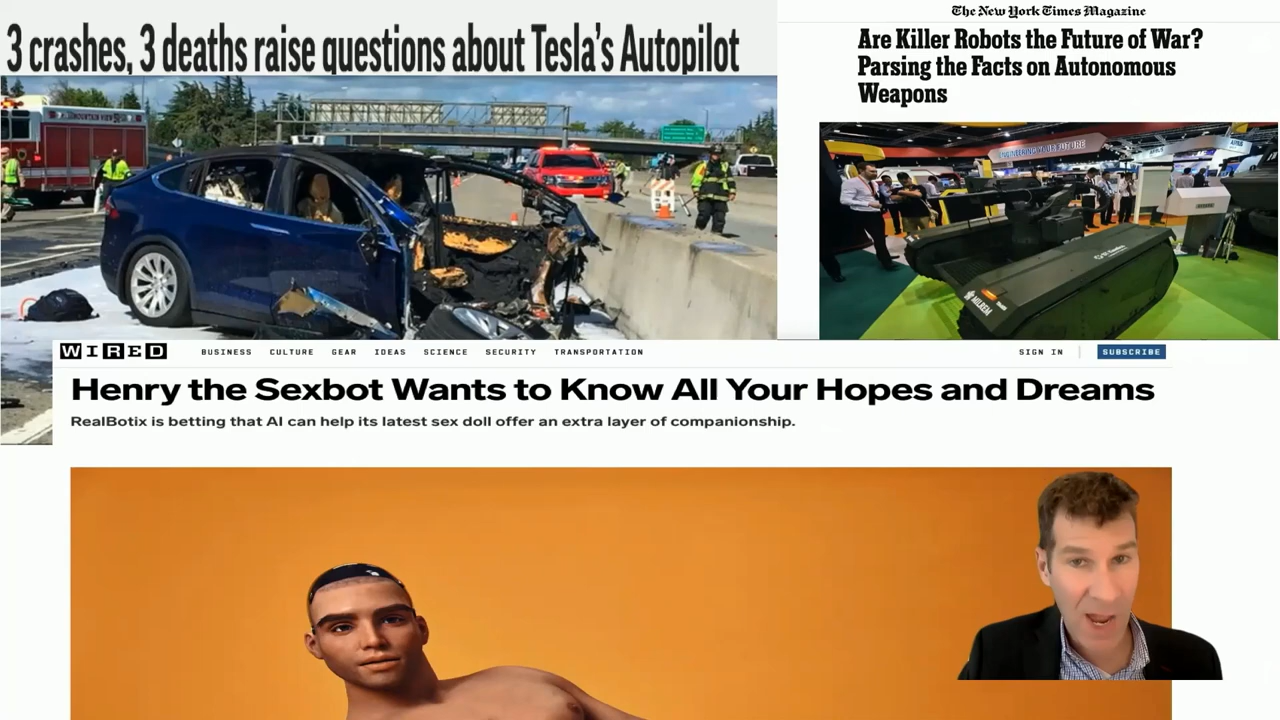 3 crashes, 3 deaths raise questions about Tesla's Autopilot
The New York Times Magazine
Are Killer Robots the Future of War?
Parsing the Facts on Autonomous
Weapons
MOUNTAIN VIEW
MILREM
WIRED
BUSINESS CULTURE GEAR IDEAS SCIENCE SECURITY TRANSPORTATION
SIGN IN
SUBSCRIBE
Henry the Sexbot Wants to Know All Your Hopes and Dreams
RealBotix is betting that AI can help its latest sex doll offer an extra layer of companionship.